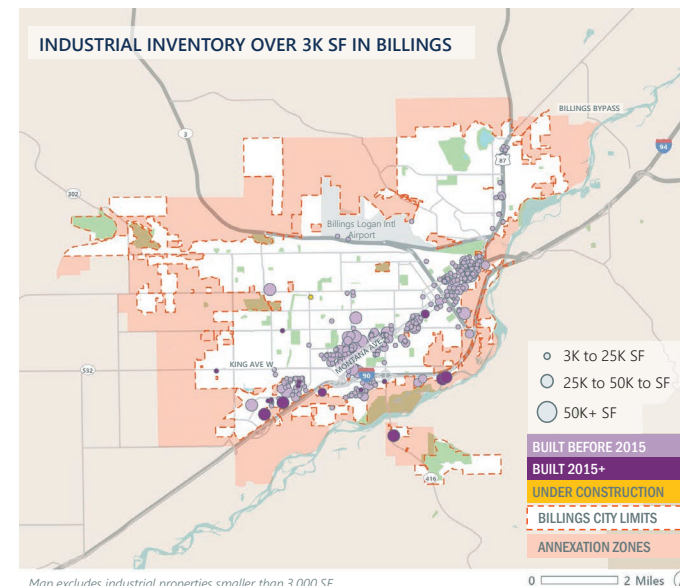 INDUSTRIAL INVENTORY OVER 3K SF IN BILLINGS
BILLINGS BYPASS
3
94
87
302
Billings Logan Intl
Airport
MONTANA AVE
KING AVE W
532
90
416
3K to 25K SF
25K to 50K to SF
50K+ SF
BUILT BEFORE 2015
BUILT 2015+
UNDER CONSTRUCTION
BILLINGS CITY LIMITS
ANNEXATION ZONES
0 2 Miles
Map excludes industrial properties smaller than 3,000 SF